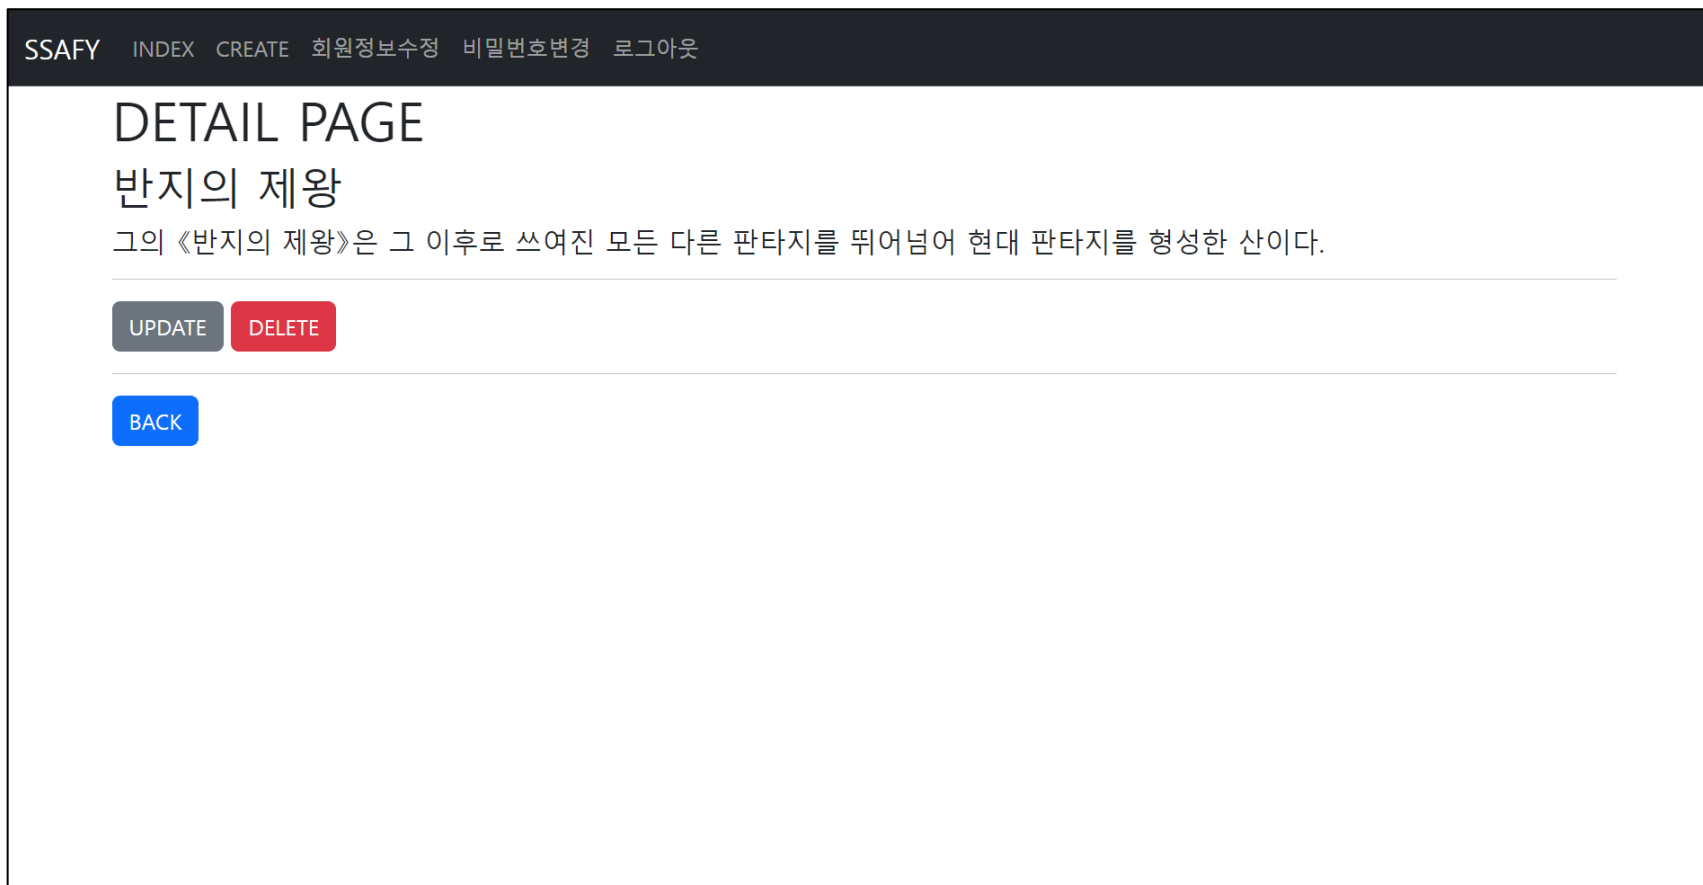 SSAFY INDEX CREATE 회원정보수정 비밀번호변경 로그아웃
DETAIL PAGE
반지의 제왕
그의 《반지의 제왕》은 그 이후로 쓰여진 모든 다른 판타지를 뛰어넘어 현대 판타지를 형성한 산이다.
UPDATE DELETE
BACK